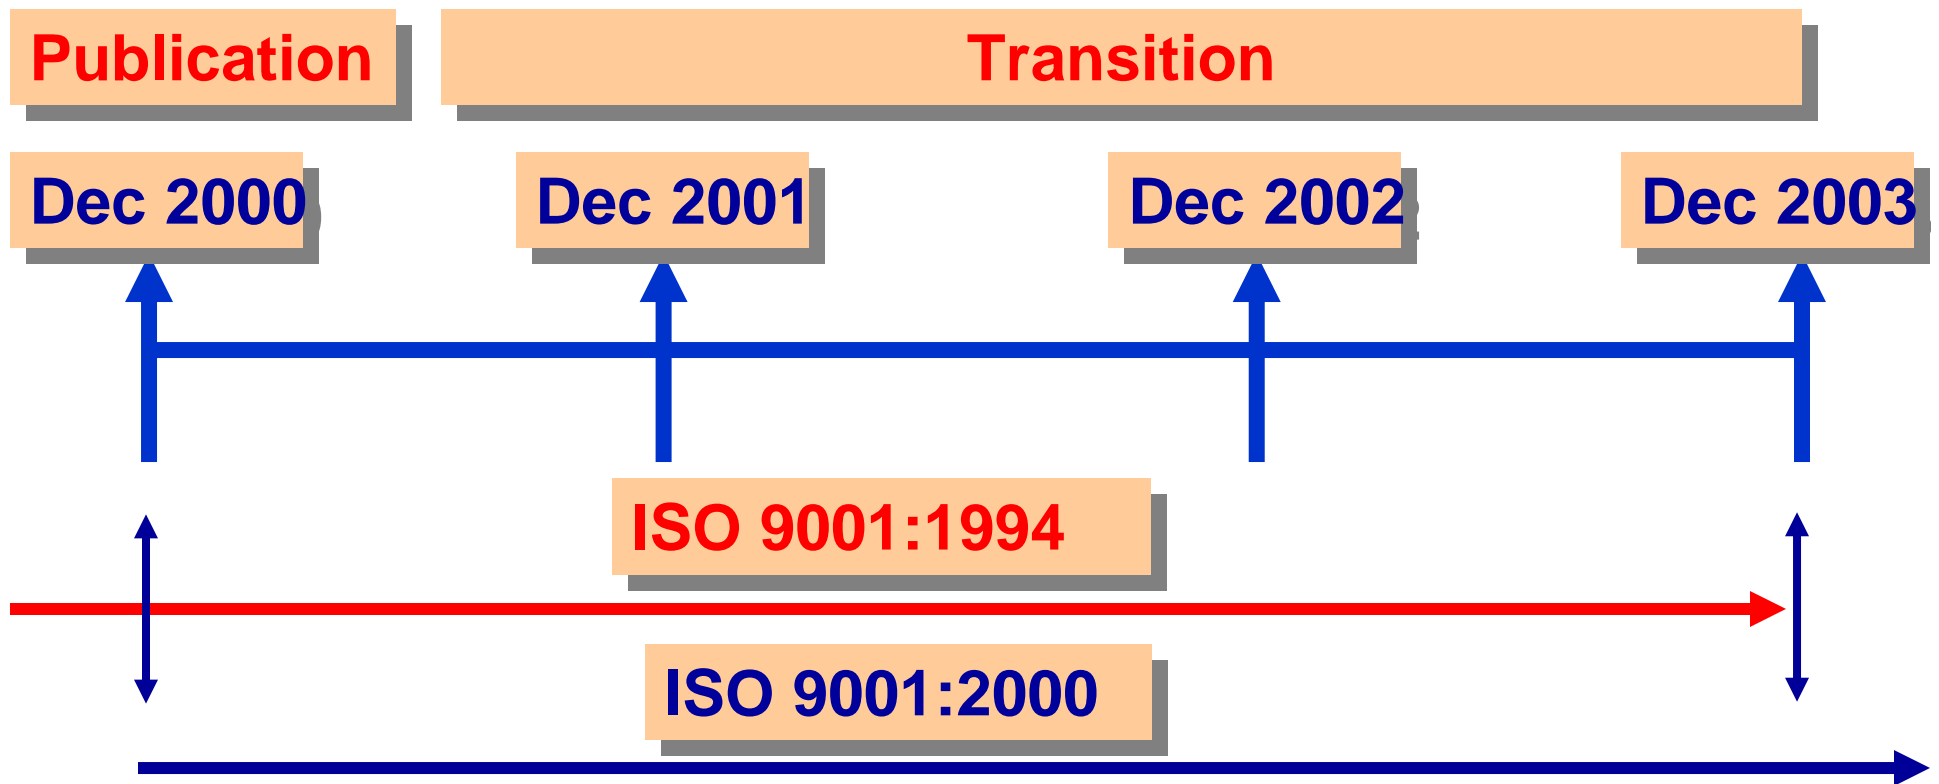 Publication
Transition
Dec 2000
Dec 2001
Dec 2002
Dec 2003
ISO 9001:1994
ISO 9001:2000